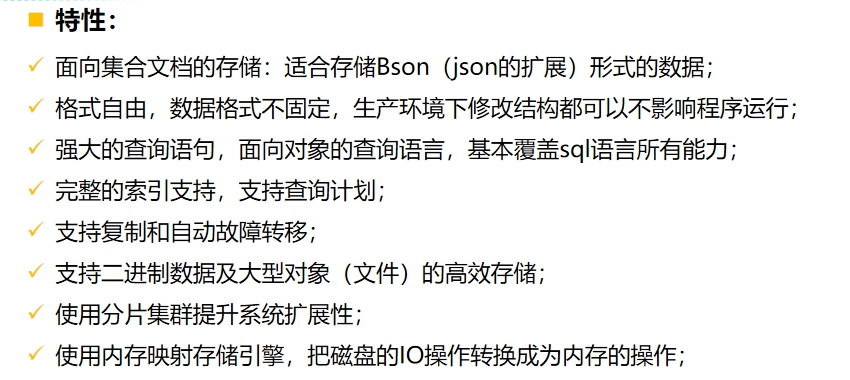 特性：
面向集合文档的存储：适合存储Bson（json的扩展）形式的数据；
格式自由，数据格式不固定，生产环境下修改结构都可以不影响程序运行；
强大的查询语句，面向对象的查询语言，基本覆盖sql语言所有能力；
完整的索引支持，支持查询计划；
支持复制和自动故障转移；
支持二进制数据及大型对象（文件）的高效存储；
使用分片集群提升系统扩展性；
使用内存映射存储引擎，把磁盘的IO操作转换成为内存的操作；